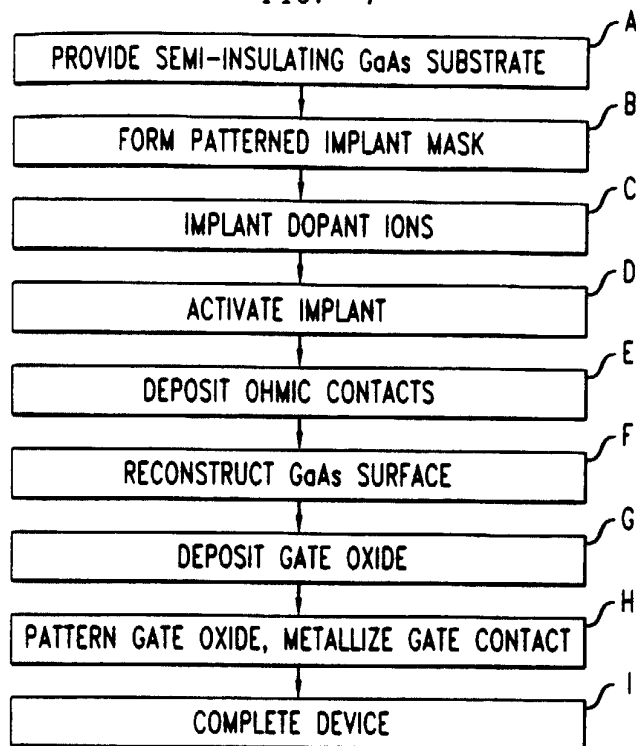 A
PROVIDE SEMI-INSULATING GaAs SUBSTRATE
B
FORM PATTERNED IMPLANT MASK
C
IMPLANT DOPANT IONS
D
ACTIVATE IMPLANT
E
DEPOSIT OHMIC CONTACTS
F
RECONSTRUCT GaAs SURFACE
G
DEPOSIT GATE OXIDE
H
PATTERN GATE OXIDE, METALLIZE GATE CONTACT
I
COMPLETE DEVICE